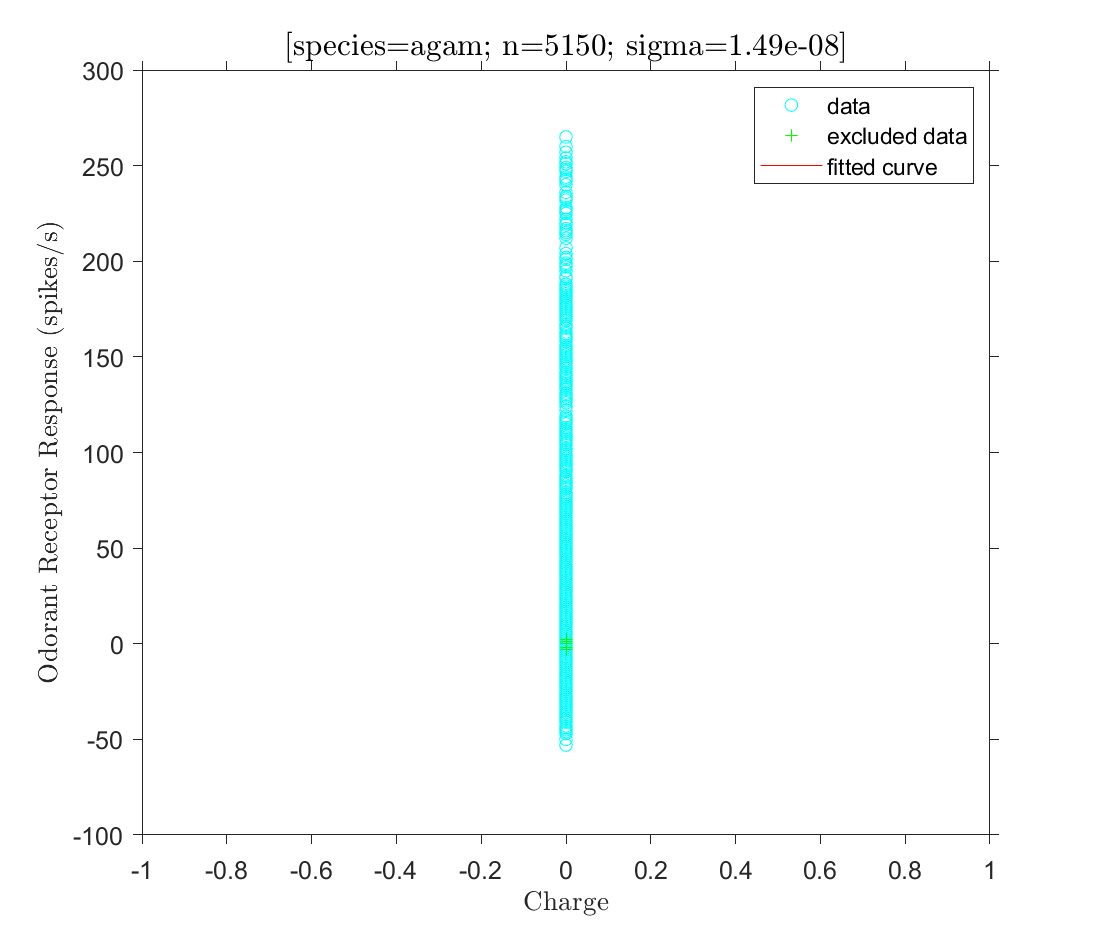 [species=agam; n=5150; sigma=1.49e-08]
300
250
200
150
100
50
0
-50
-100
Odorant Receptor Response (spikes/s)
data
excluded data
fitted curve
-1 -0.8 -0.6 -0.4 -0.2 0 0.2 0.4 0.6 0.8 1
Charge